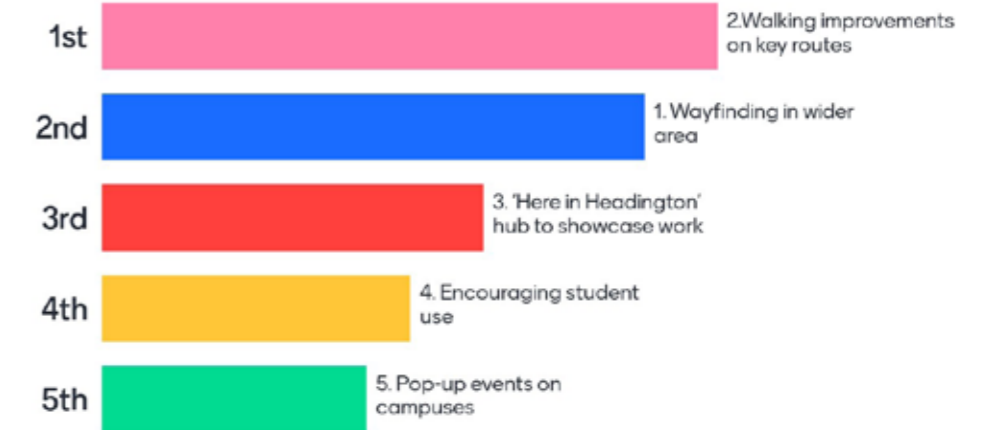 1st
2.Walking improvements
on key routes
2nd
1. Wayfinding in wider
area
3rd
3. 'Here in Headington'
hub to showcase work
4th
4. Encouraging student
use
5th
5. Pop-up events on
campuses